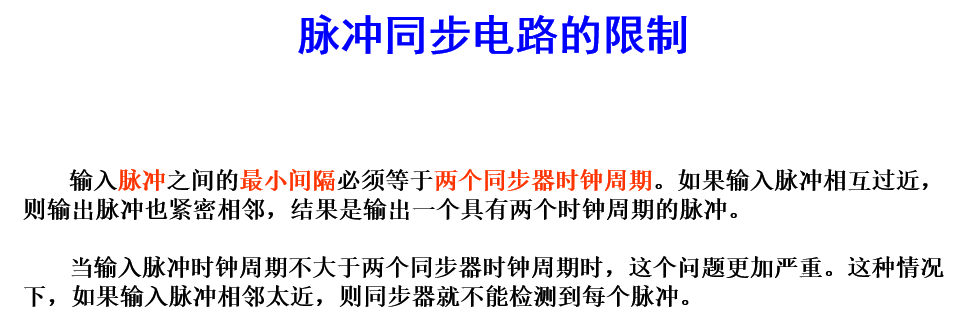 脉冲同步电路的限制
输入脉冲之间的最小间隔必须等于两个同步器时钟周期。如果输入脉冲相互过近，
则输出脉冲也紧密相邻，结果是输出一个具有两个时钟周期的脉冲。
当输入脉冲时钟周期不大于两个同步器时钟周期时，这个问题更加严重。这种情况
下，如果输入脉冲相邻太近，则同步器就不能检测到每个脉冲。